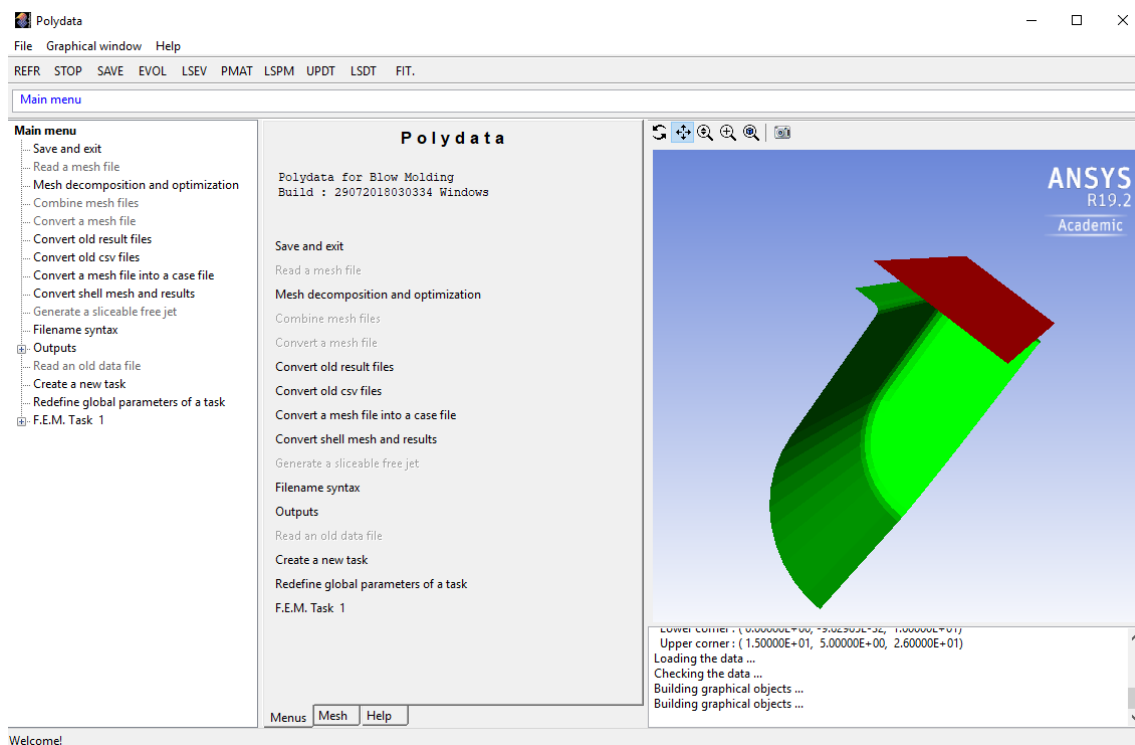 Polydata
File Graphical window Help
REFR STOP SAVE EVOL LSEV PMAT LSPM UPDT LSDT FIT.
Main menu
Main menu
Save and exit
Read a mesh file
Mesh decomposition and optimization
Combine mesh files
Convert a mesh file
Convert old result files
Convert old csv files
Convert a mesh file into a case file
Convert shell mesh and results
Generate a sliceable free jet
Filename syntax
Outputs
Read an old data file
Create a new task
Redefine global parameters of a task
F.E.M. Task 1
Polydata
Polydata for Blow Molding
Build : 29072018030334 Windows
Save and exit
Read a mesh file
Mesh decomposition and optimization
Combine mesh files
Convert a mesh file
Convert old result files
Convert old csv files
Convert a mesh file into a case file
Convert shell mesh and results
Generate a sliceable free jet
Filename syntax
Outputs
Read an old data file
Create a new task
Redefine global parameters of a task
F.E.M. Task 1
Menus Mesh Help
ANSYS
R19.2
Academic
Upper corner : ( 1.50000E+01, 5.00000E+00, 2.60000E+01)
Loading the data ...
Checking the data ...
Building graphical objects ...
Building graphical objects ...
Welcome!